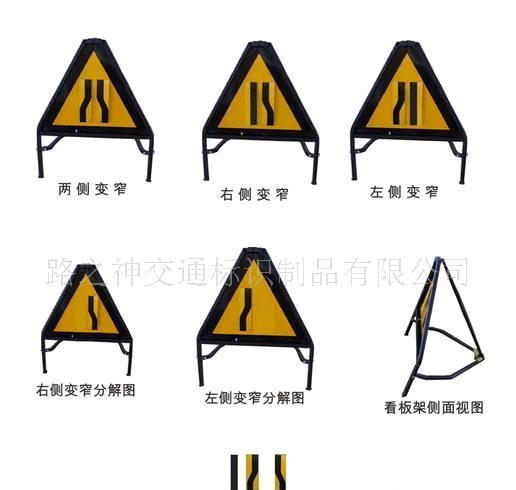 两侧变窄
右侧变窄
左侧变窄
路之神交通标识制品有限公司
右侧变窄分解图
左侧变窄分解图
看板架侧面视图